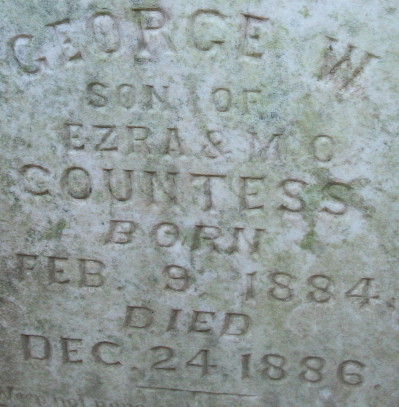 GEORGE W
SON OF
EZRA & M. C
COUNTESS
BORN
FEB. 9, 1884.
DIED
DEC. 24, 1886.